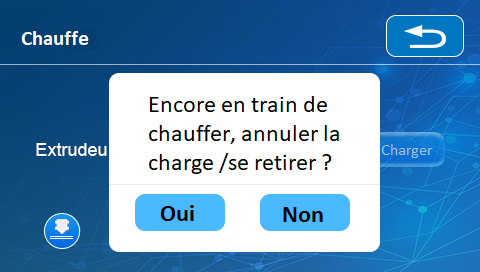 Chauffe
Encore en train de
chauffer, annuler la
charge /se retirer ?
Extrudeu
Charger
Oui
Non